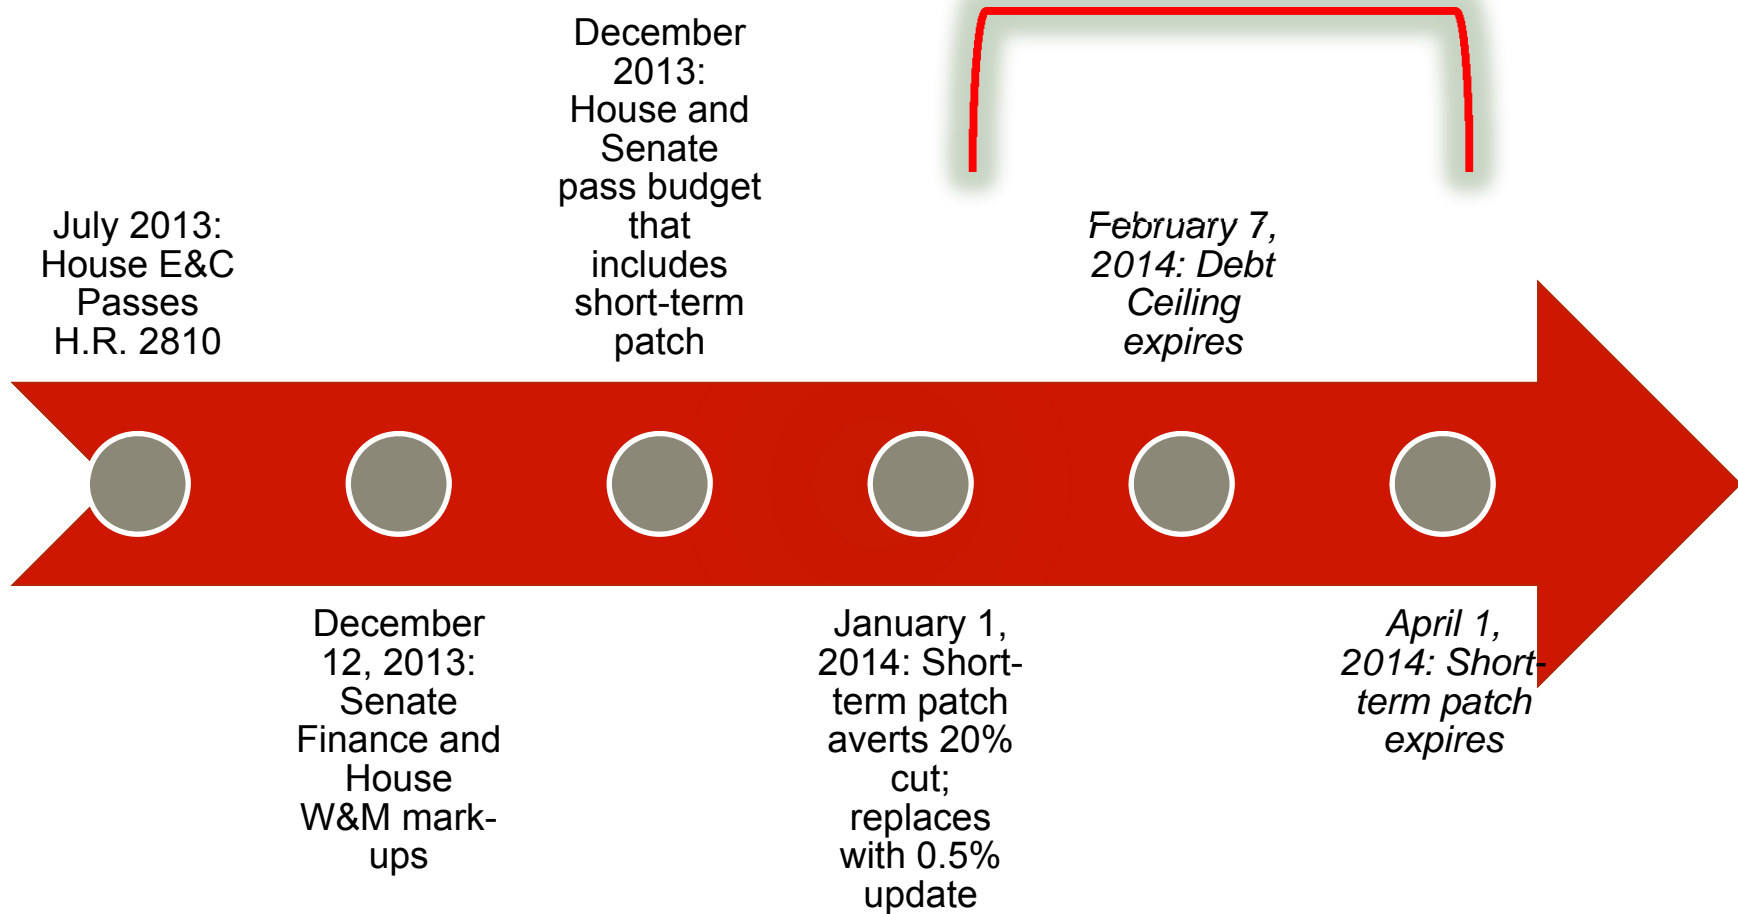 July 2013:
House E&C
Passes
H.R. 2810
December
12, 2013:
Senate
Finance and
House
W&M mark-
ups
December
2013:
House and
Senate
pass budget
that
includes
short-term
patch
January 1,
2014: Short-
term patch
averts 20%
cut;
replaces
with 0.5%
update
February 7,
2014: Debt
Ceiling
expires
April 1,
2014: Short-
term patch
expires